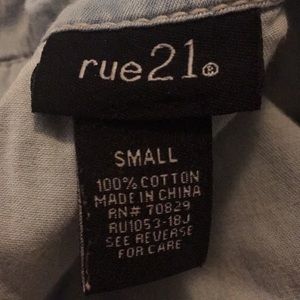 rue21®
SMALL
100% COTTON
MADE IN CHINA
RN# 70829
RU1053-18J
SEE REVERSE
FOR CARE